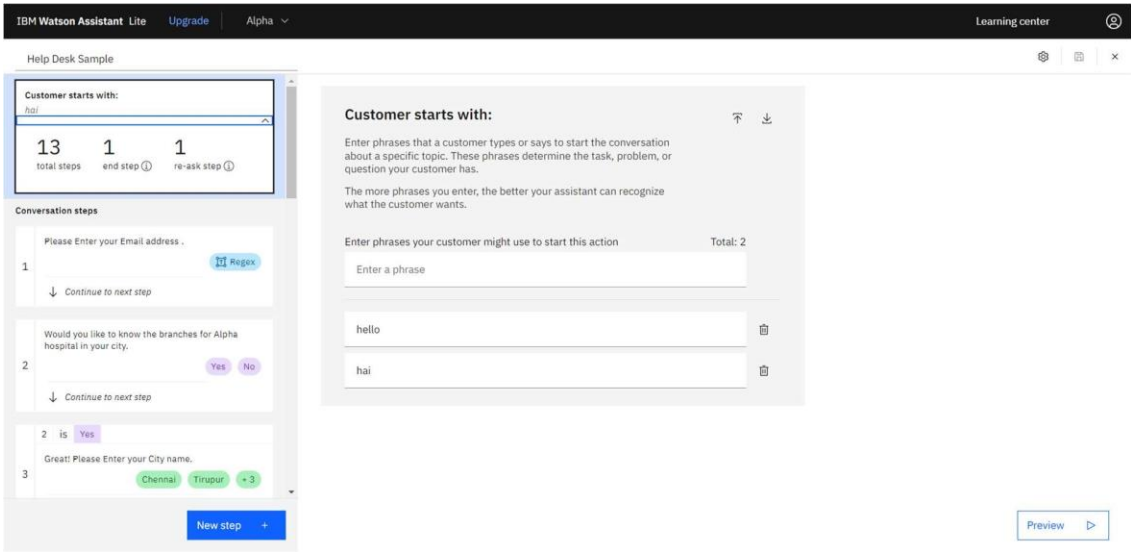 IBM Watson Assistant Lite Upgrade Alpha Learning center
Help Desk Sample
Customer starts with:
hai
13 1 1
total steps end step re-ask step
Conversation steps
1
Please Enter your Email address .
Regex
Continue to next step
2
Would you like to know the branches for Alpha
hospital in your city.
Yes No
Continue to next step
3
2 is Yes
Great! Please Enter your City name.
Chennai Tirupur + 3
New step +
Customer starts with:
Enter phrases that a customer types or says to start the conversation
about a specific topic. These phrases determine the task, problem, or
question your customer has.
The more phrases you enter, the better your assistant can recognize
what the customer wants.
Enter phrases your customer might use to start this action Total: 2
Enter a phrase
hello
hai
Preview